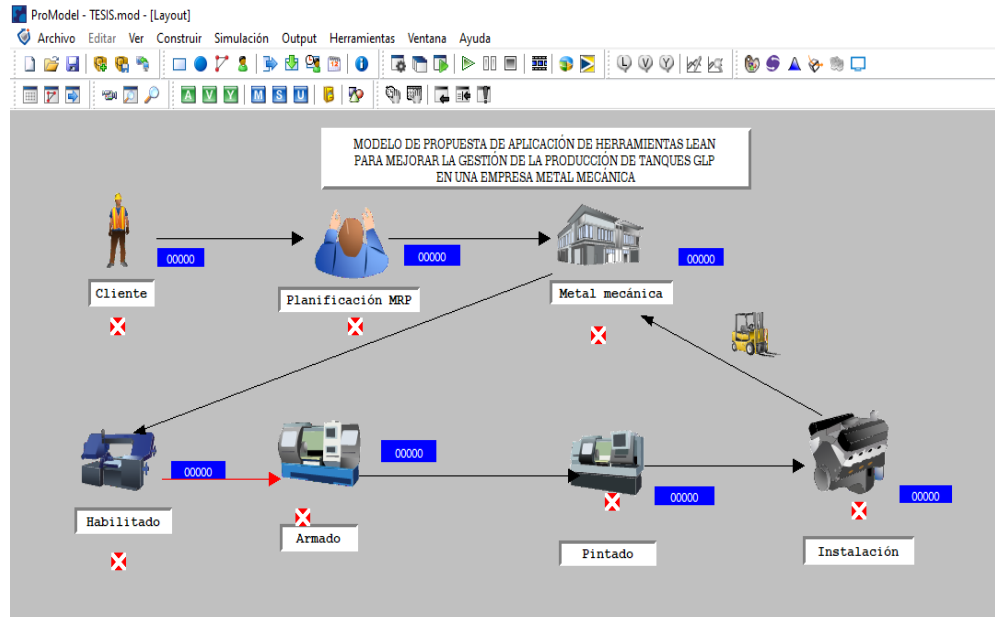 ProModel - TESIS.mod - [Layout]
Archivo Editar Ver Construir Simulación Output Herramientas Ventana Ayuda
A V Y M S U
MODELO DE PROPUESTA DE APLICACIÓN DE HERRAMIENTAS LEAN
PARA MEJORAR LA GESTIÓN DE LA PRODUCCIÓN DE TANQUES GLP
EN UNA EMPRESA METAL MECÁNICA
00000
00000
00000
Cliente
Planificación MRP
Metal mecánica
00000
00000
00000
00000
Habilitado
Armado
Pintado
Instalación